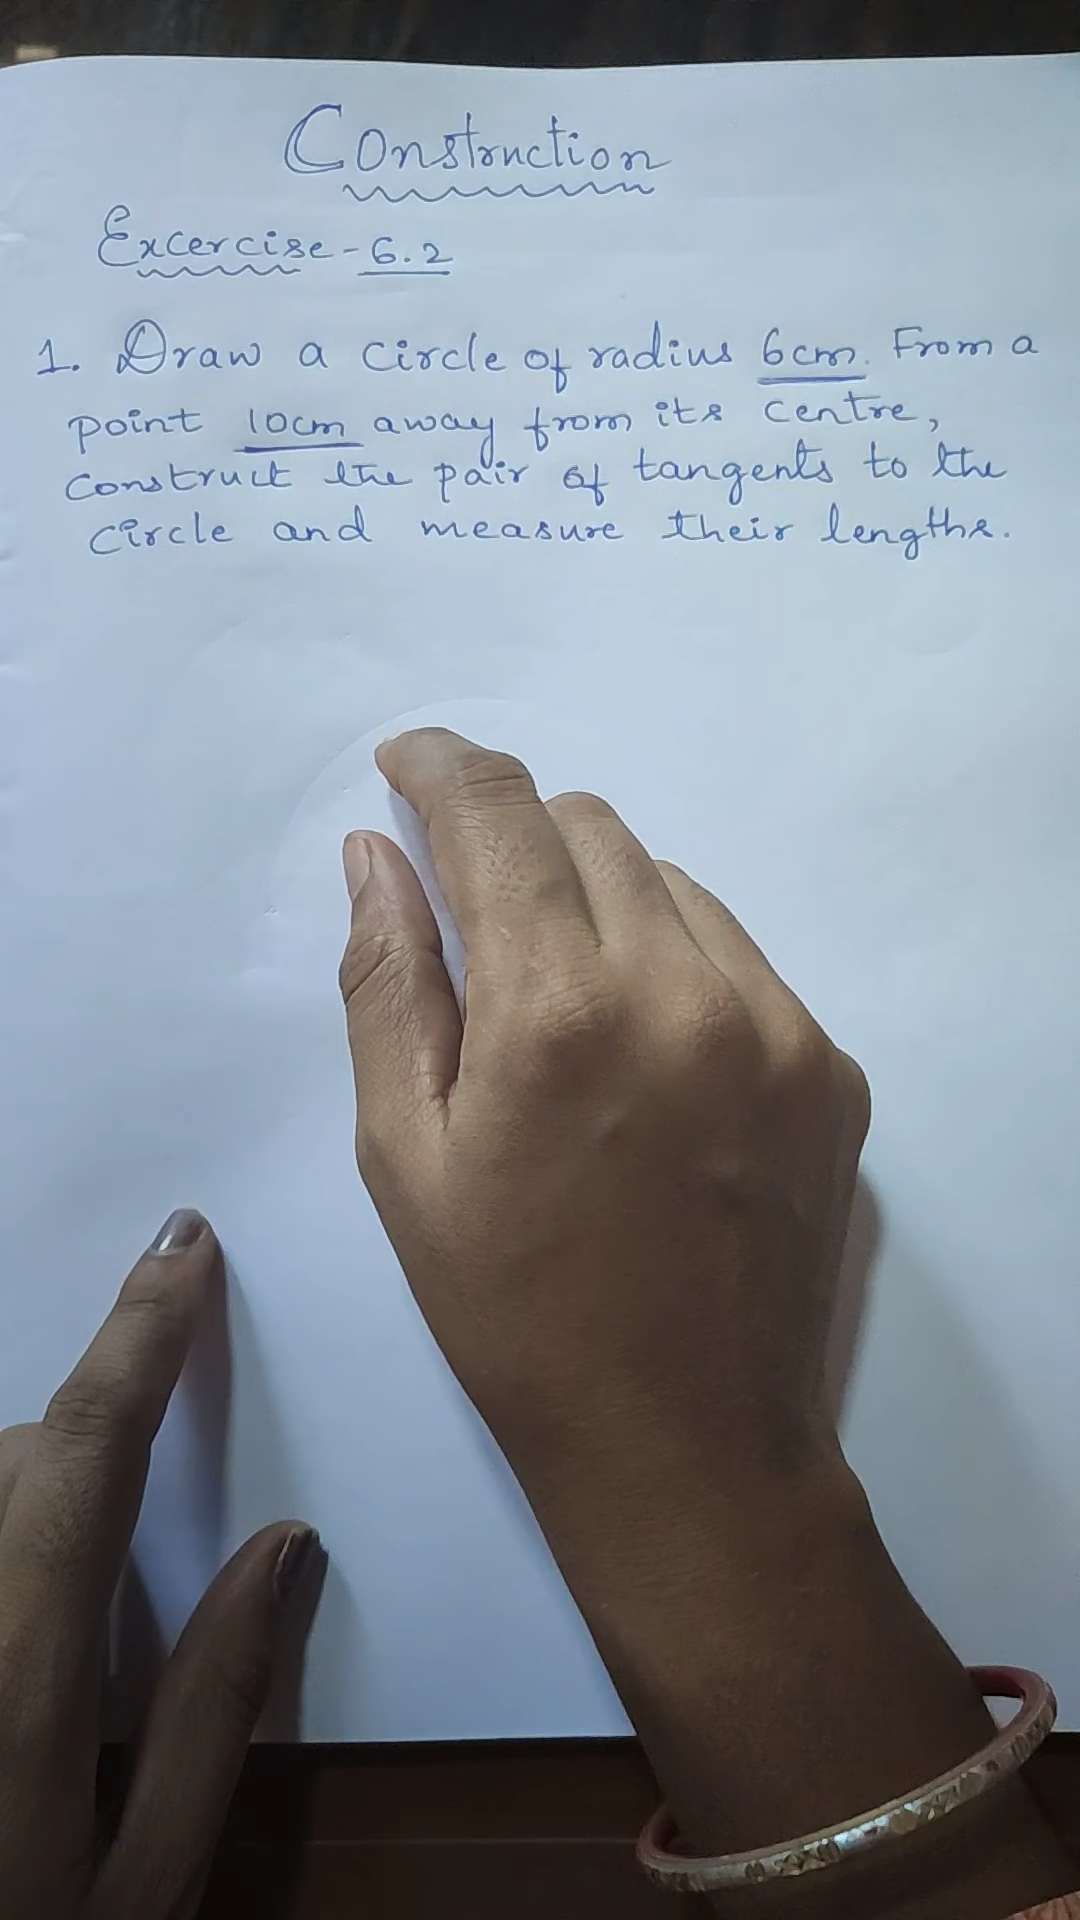 Construction
Excercise - 6.2
1. Draw a circle of radius 6cm. From a
point 10cm away from its centre,
construct the pair of tangents to the
circle and measure their lengths.